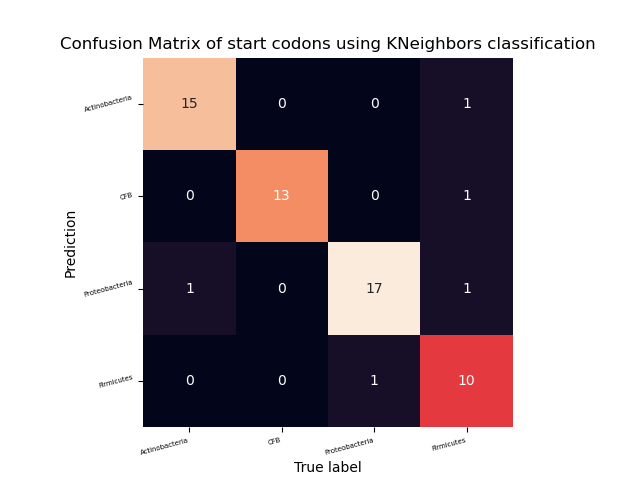 Confusion Matrix of start codons using KNeighbors classification
Actinobacteria
15 0 0 1
CFB
0 13 0 1
Prediction
Proteobacteria
1 0 17 1
Firmicutes
0 0 1 10
Actinobacteria CFB Proteobacteria Firmicutes
True label